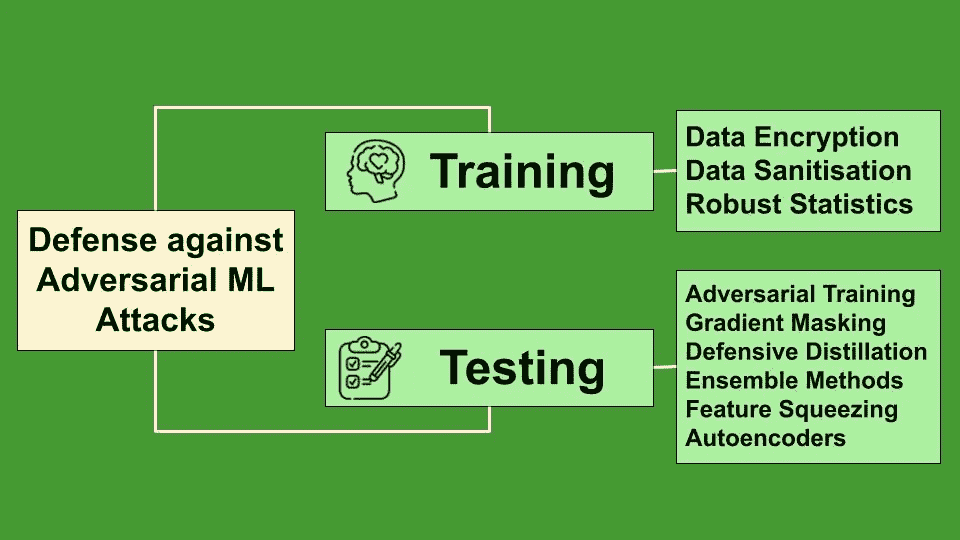 Defense against
Adversarial ML
Attacks
Training
Data Encryption
Data Sanitisation
Robust Statistics
Testing
Adversarial Training
Gradient Masking
Defensive Distillation
Ensemble Methods
Feature Squeezing
Autoencoders